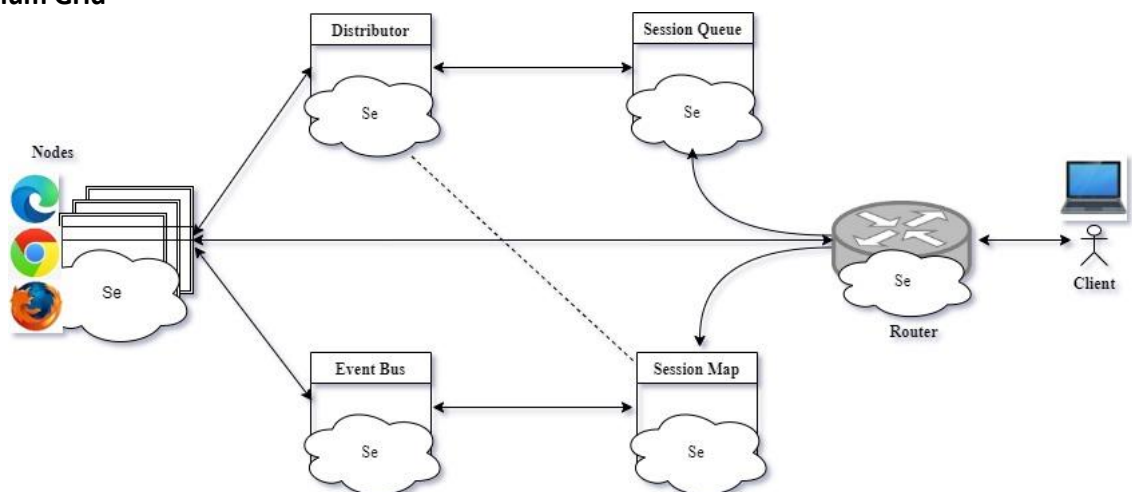 Distributor
Session Queue
Se
Se
Nodes
Se
Se
Client
Router
Event Bus
Session Map
Se
Se